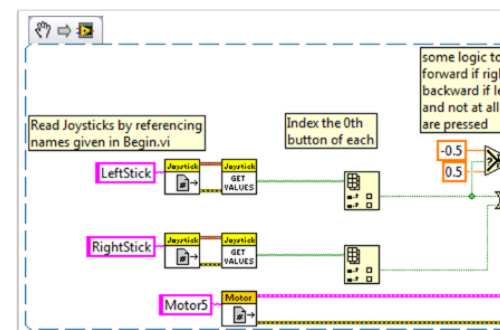 some logic to
forward if righ
backward if le
and not at all
are pressed
Read Joysticks by referencing
names given in Begin.vi
Index the 0th
button of each
-0.5
0.5
LeftStick
Joystick
Joystick
GET
VALUES
RightStick
Joystick
Joystick
GET
VALUES
Motor5
Motor